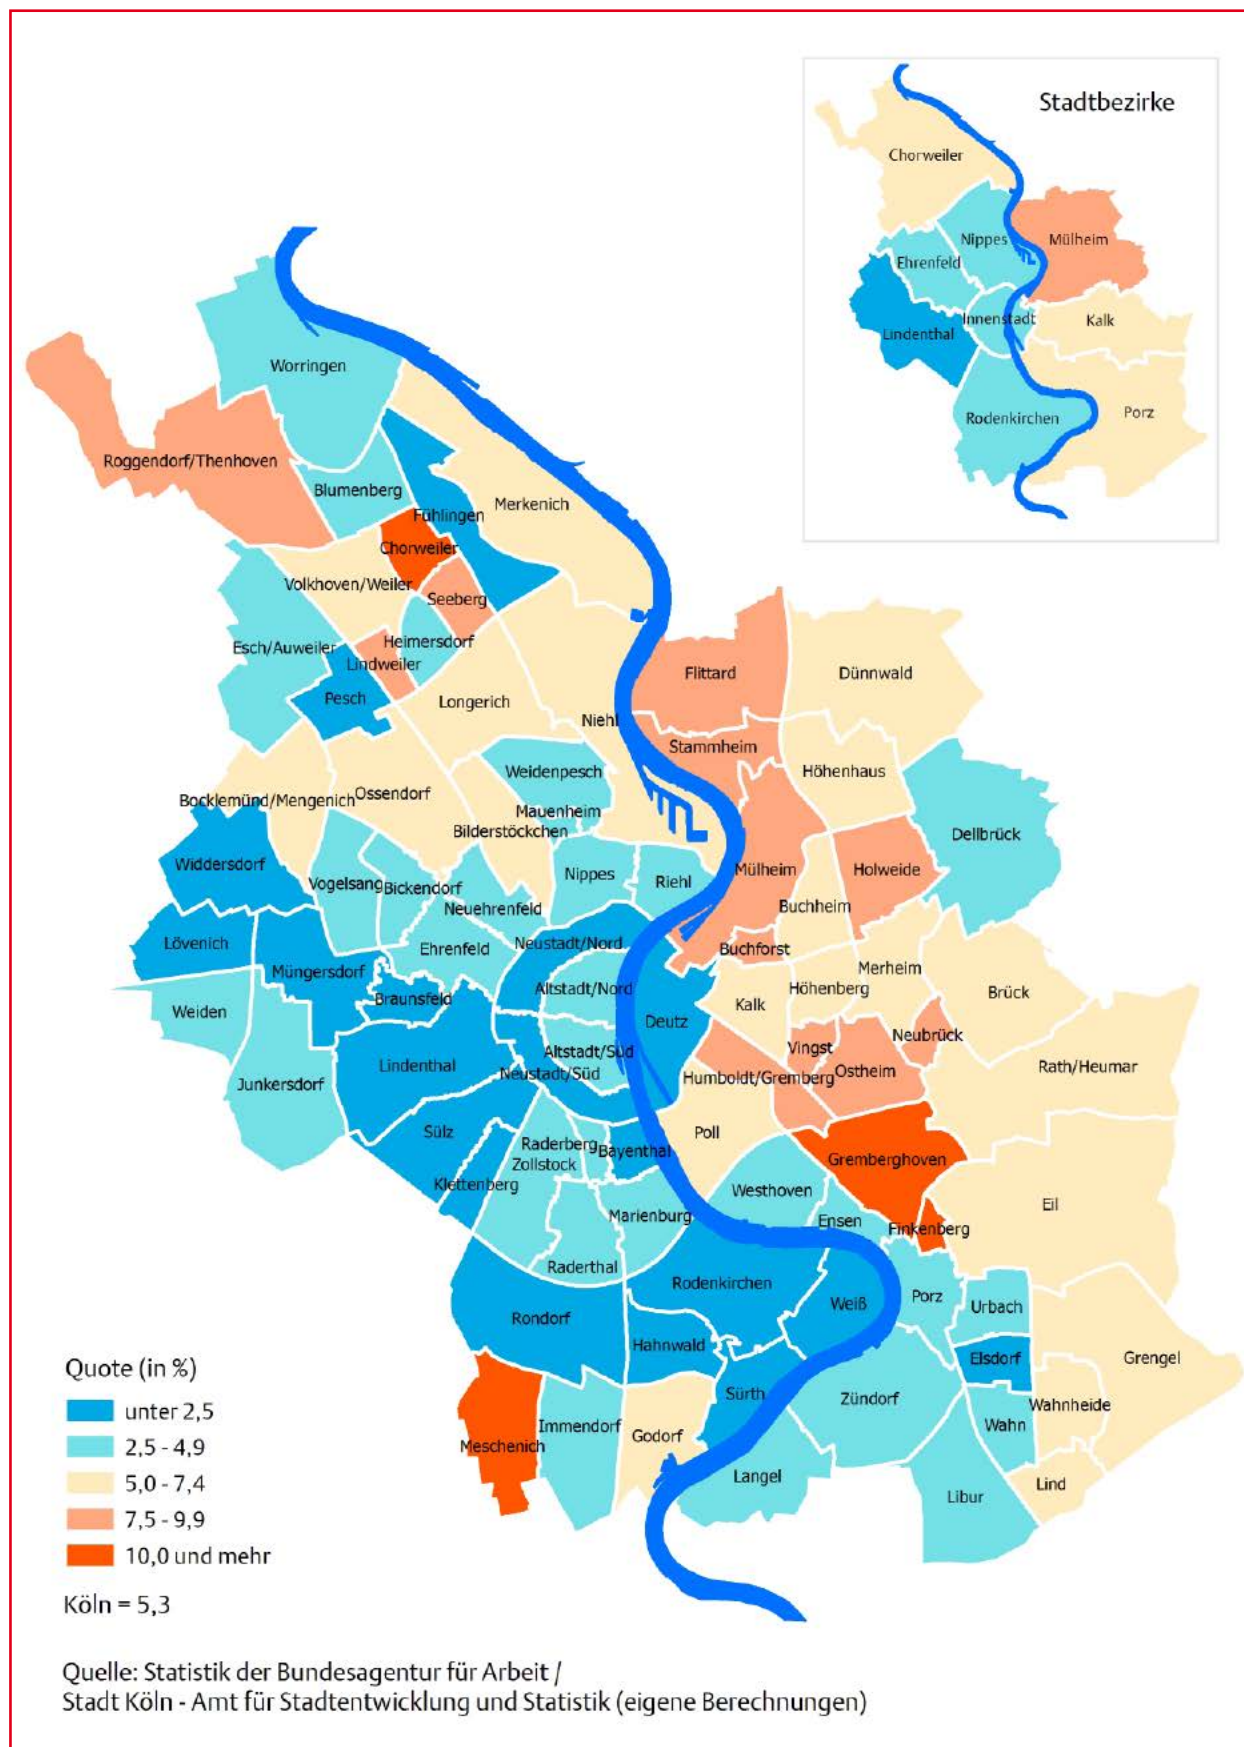 Stadtbezirke
Chorweiler
Nippes
Mülheim
Ehrenfeld
Innenstadt
Kalk
Lindenthal
Rodenkirchen
Porz
Worringen
Roggendorf/Thenhoven
Blumenberg
Merkenich
Fühlingen
Chorweiler
Volkhoven/Weiler
Seeberg
Heimersdorf
Esch/Auweiler
Lindweiler
Pesch
Longerich
Niehl
Flittard
Dünnwald
Stammheim
Höhenhaus
Weidenpesch
Bocklemünd/Mengenich
Ossendorf
Mauenheim
Bilderstöckchen
Dellbrück
Widdersdorf
Vogelsang
Bickendorf
Nippes
Riehl
Mülheim
Holweide
Neuehrenfeld
Buchheim
Lövenich
Ehrenfeld
Neustadt/Nord
Buchforst
Müngersdorf
Merheim
Altstadt/Nord
Höhenberg
Brück
Braunsfeld
Weiden
Kalk
Deutz
Neubrück
Vingst
Altstadt/Süd
Lindenthal
Neustadt/Süd
Ostheim
Rath/Heumar
Junkersdorf
Humboldt/Gremberg
Sülz
Poll
Raderberg
Bayenthal
Zollstock
Gremberghoven
Klettenberg
Westhoven
Eil
Marienburg
Ensen
Finkenberg
Raderthal
Rodenkirchen
Weiß
Porz
Urbach
Rondorf
Hahnwald
Elsdorf
Grengel
Sürth
Zündorf
Wahnheide
Immendorf
Wahn
Godorf
Meschenich
Langel
Lind
Libur
Quote (in %)
unter 2,5
2,5 - 4,9
5,0 - 7,4
7,5 - 9,9
10,0 und mehr
Köln = 5,3
Quelle: Statistik der Bundesagentur für Arbeit /
Stadt Köln - Amt für Stadtentwicklung und Statistik (eigene Berechnungen)